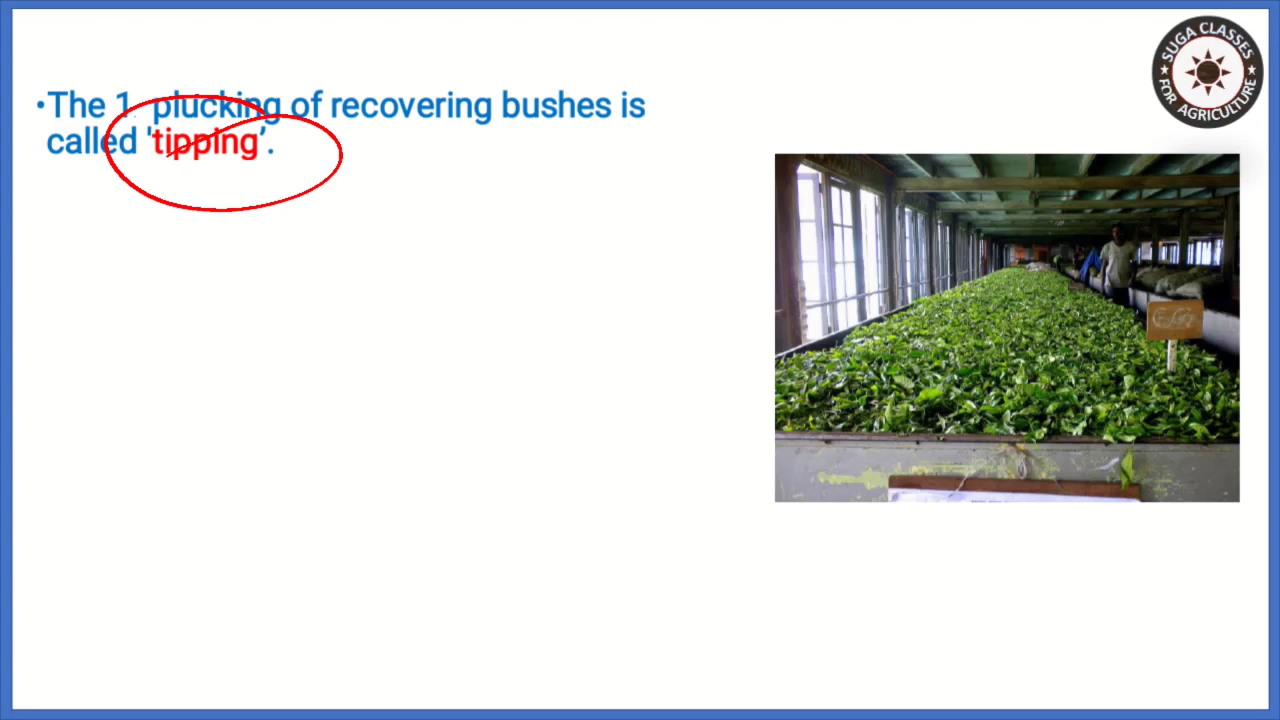 •The 1 plucking of recovering bushes is
called 'tipping'.
SUGA CLASSES
FOR AGRICULTURE